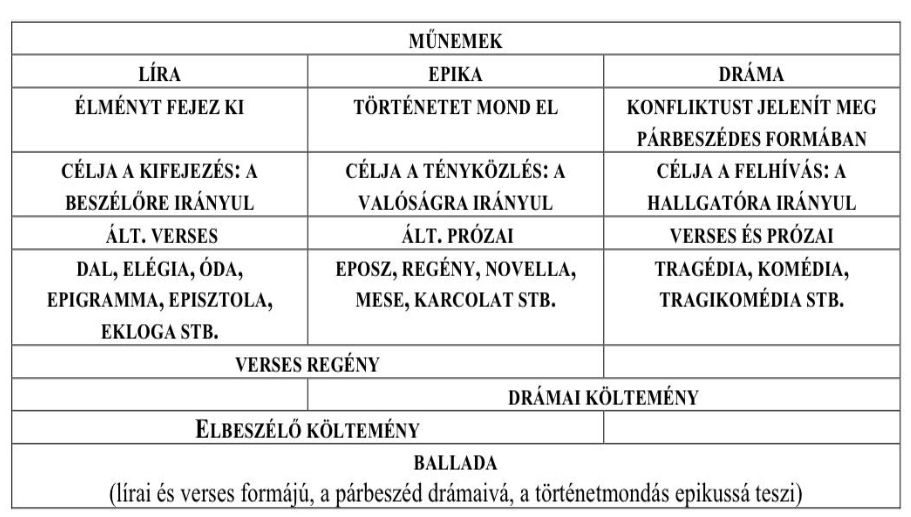 MŰNEMEK
LÍRA EPIKA DRÁMA
ÉLMÉNYT FEJEZ KI TÖRTÉNETET MOND EL KONFLIKTUST JELENÍT MEG
PÁRBESZÉDES FORMÁBAN
CÉLJA A KIFEJEZÉS: A CÉLJA A TÉNYKÖZLÉS: A CÉLJA A FELHÍVÁS: A
BESZÉLŐRE IRÁNYUL VALÓSÁGRA IRÁNYUL HALLGATÓRA IRÁNYUL
ÁLT. VERSES ÁLT. PRÓZAI VERSES ÉS PRÓZAI
DAL, ELÉGIA, ÓDA, EPOSZ, REGÉNY, NOVELLA, TRAGÉDIA, KOMÉDIA,
EPIGRAMMA, EPISZTOLA, MESE, KARCOLAT STB. TRAGIKOMÉDIA STB.
EKLOGA STB.
VERSES REGÉNY
DRÁMAI KÖLTEMÉNY
ELBESZÉLŐ KÖLTEMÉNY
BALLADA
(lírai és verses formájú, a párbeszéd drámaivá, a történetmondás epikussá teszi)